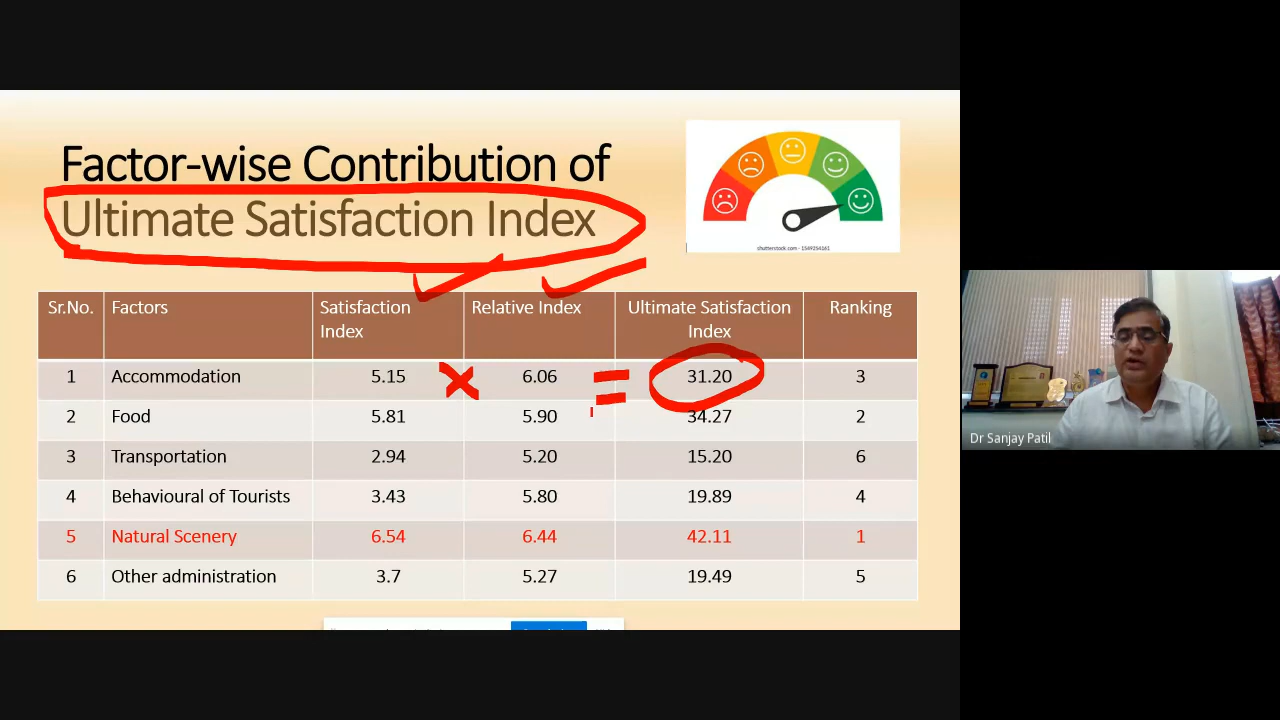 Factor-wise Contribution of
Ultimate Satisfaction Index
shutterstock.com · 1549254161
Sr.No. Factors Satisfaction Index Relative Index Ultimate Satisfaction Index Ranking
1 Accommodation 5.15 × 6.06 = 31.20 3
2 Food 5.81 5.90 34.27 2
3 Transportation 2.94 5.20 15.20 6
4 Behavioural of Tourists 3.43 5.80 19.89 4
5 Natural Scenery 6.54 6.44 42.11 1
6 Other administration 3.7 5.27 19.49 5
Dr Sanjay Patil